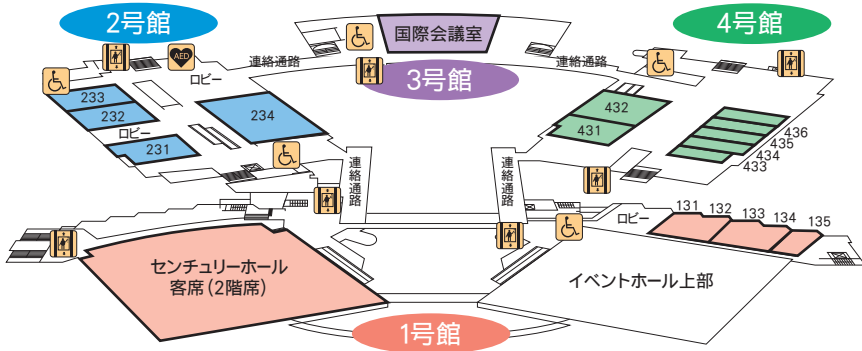 2号館
4号館
国際会議室
AED
連絡通路
連絡通路
ロビー
3号館
233
232
234
432
ロビー
431
436
435
434
433
231
連絡通路
連絡通路
131
132
133
134
135
ロビー
センチュリーホール
客席(2階席)
イベントホール上部
1号館